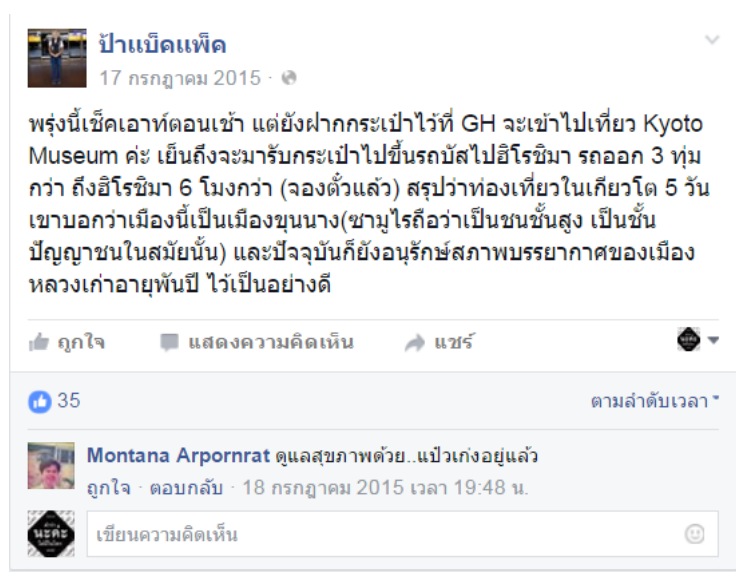 ป้าแบ็คแพ็ค
17 กรกฎาคม 2015 ·
พรุ่งนี้เช็คเอาท์ตอนเช้า แต่ยังฝากกระเป๋าไว้ที่ GH จะเข้าไปเที่ยว Kyoto
Museum ค่ะ เย็นถึงจะมารับกระเป๋าไปขึ้นรถบัสไปฮิโรชิมา รถออก 3 ทุ่ม
กว่า ถึงฮิโรชิมา 6 โมงกว่า (จองตั๋วแล้ว) สรุปว่าท่องเที่ยวในเกียวโต 5 วัน
เขาบอกว่าเมืองนี้เป็นเมืองขุนนาง(ซามูไรถือว่าเป็นชนชั้นสูง เป็นชั้น
ปัญญาชนในสมัยนั้น) และปัจจุบันก็ยังอนุรักษ์สภาพบรรยากาศของเมือง
หลวงเก่าอายุพันปี ไว้เป็นอย่างดี
ถูกใจ แสดงความคิดเห็น แชร์
35 ตามลำดับเวลา
Montana Arpornrat ดูแลสุขภาพด้วย..แป๋วเก่งอยู่แล้ว
ถูกใจ · ตอบกลับ · 18 กรกฎาคม 2015 เวลา 19:48 น.
นะคะ
เขียนความคิดเห็น